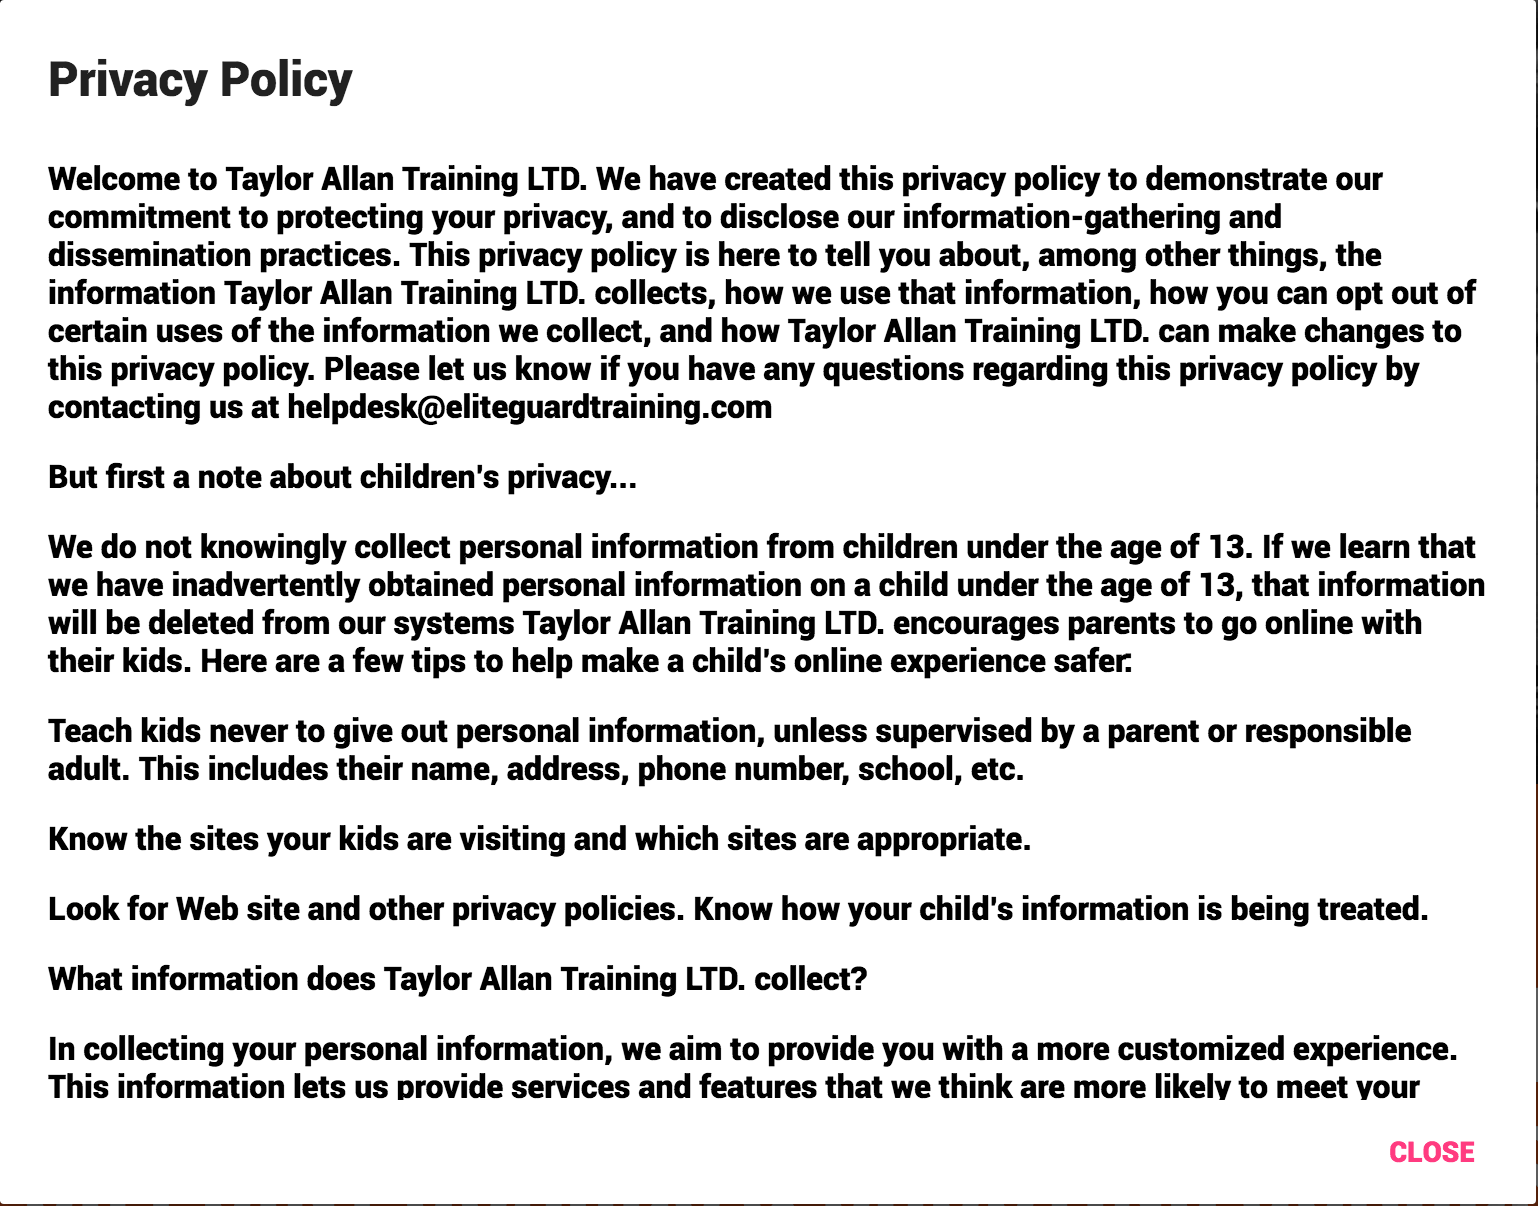 Privacy Policy
Welcome to Taylor Allan Training LTD. We have created this privacy policy to demonstrate our
commitment to protecting your privacy, and to disclose our information-gathering and
dissemination practices. This privacy policy is here to tell you about, among other things, the
information Taylor Allan Training LTD. collects, how we use that information, how you can opt out of
certain uses of the information we collect, and how Taylor Allan Training LTD. can make changes to
this privacy policy. Please let us know if you have any questions regarding this privacy policy by
contacting us at helpdesk@eliteguardtraining.com
But first a note about children's privacy...
We do not knowingly collect personal information from children under the age of 13. If we learn that
we have inadvertently obtained personal information on a child under the age of 13, that information
will be deleted from our systems Taylor Allan Training LTD. encourages parents to go online with
their kids. Here are a few tips to help make a child's online experience safer:
Teach kids never to give out personal information, unless supervised by a parent or responsible
adult. This includes their name, address, phone number, school, etc.
Know the sites your kids are visiting and which sites are appropriate.
Look for Web site and other privacy policies. Know how your child's information is being treated.
What information does Taylor Allan Training LTD. collect?
In collecting your personal information, we aim to provide you with a more customized experience.
This information lets us provide services and features that we think are more likely to meet your
CLOSE